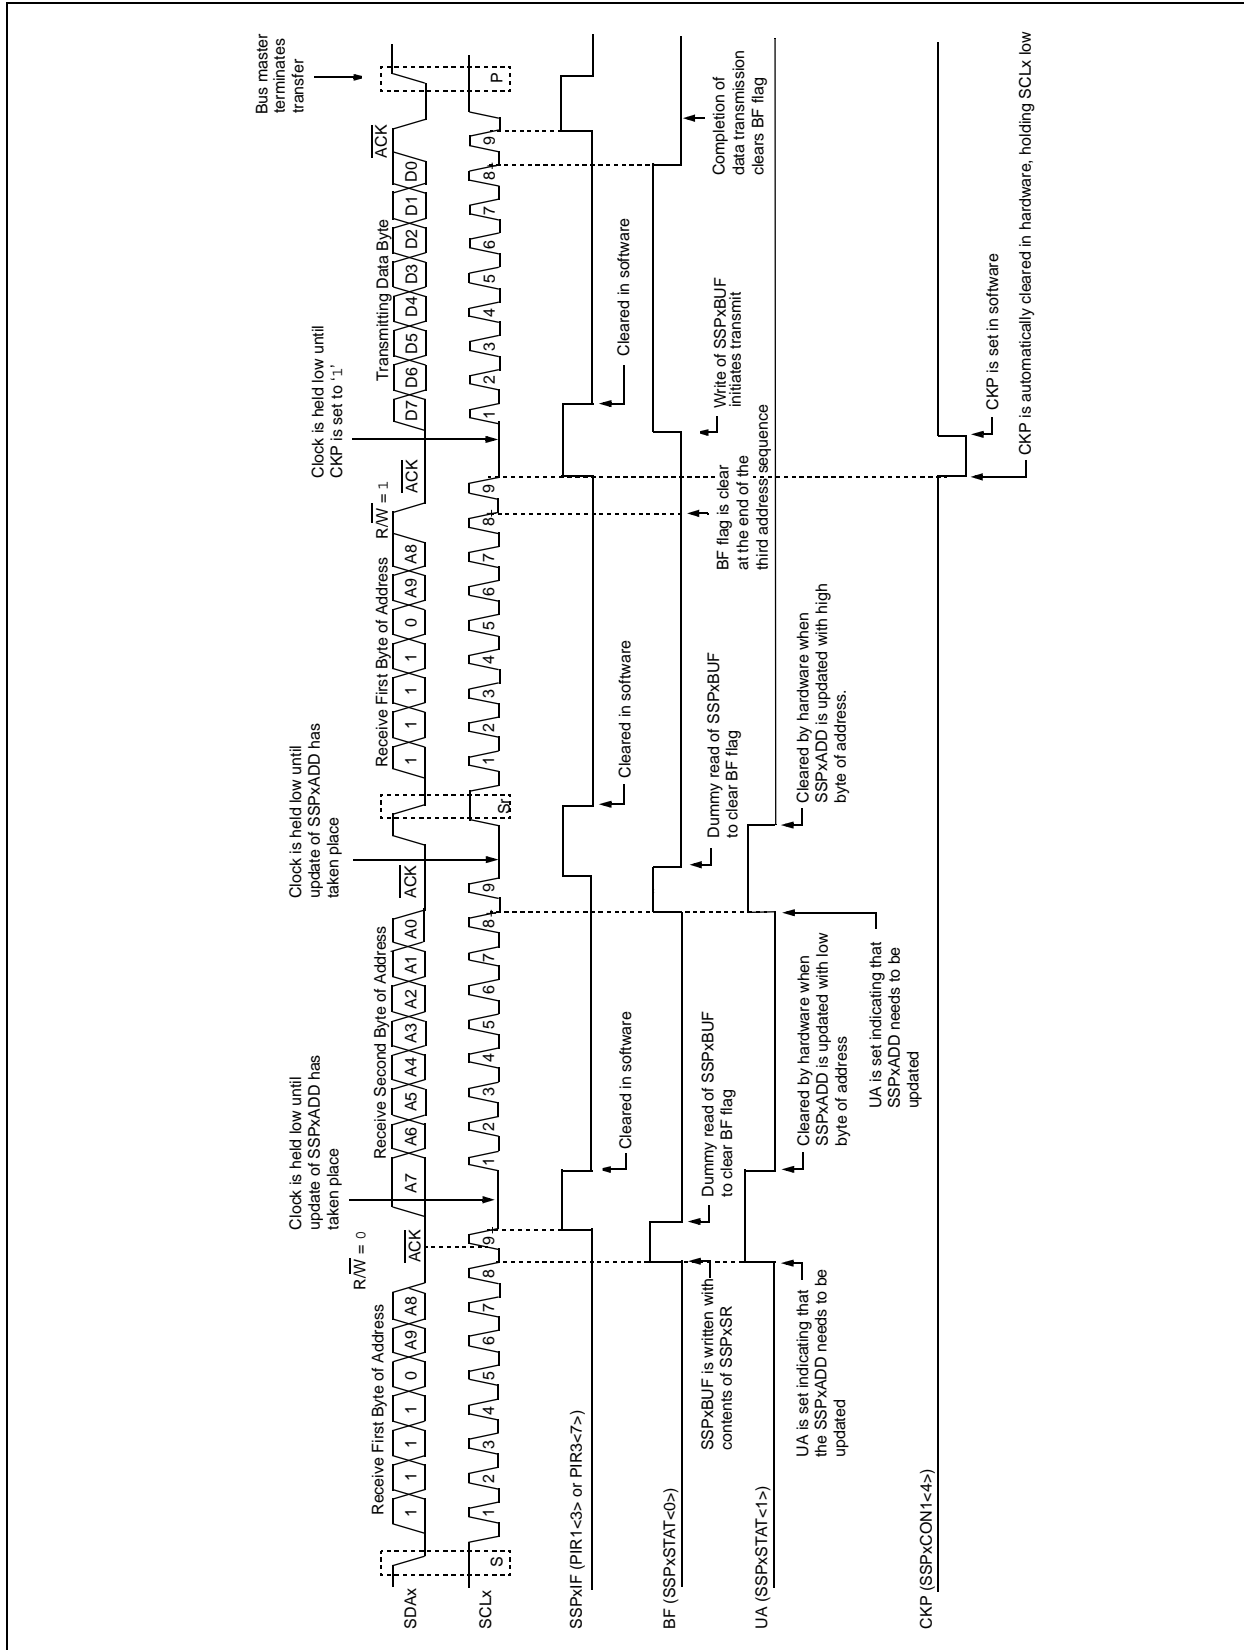 Bus master
terminates
transfer
Clock is held low until
CKP is set to ‘1’
Clock is held low until
update of SSPxADD has
taken place
Clock is held low until
update of SSPxADD has
taken place
Receive First Byte of Address
R/W = 0
Receive Second Byte of Address
Receive First Byte of Address
R/W = 1
Transmitting Data Byte
ACK
ACK
ACK
ACK
SDAx
1 1 1 1 0 A9 A8
A7 A6 A5 A4 A3 A2 A1 A0
1 1 1 1 0 A9 A8
D7 D6 D5 D4 D3 D2 D1 D0
SCLx
S
1 2 3 4 5 6 7 8 9
1 2 3 4 5 6 7 8 9
Sr
1 2 3 4 5 6 7 8 9
1 2 3 4 5 6 7 8 9
P
SSPxIF (PIR1<3> or PIR3<7>)
Cleared in software
Cleared in software
Cleared in software
BF (SSPxSTAT<0>)
SSPxBUF is written with
contents of SSPxSR
Dummy read of SSPxBUF
to clear BF flag
Dummy read of SSPxBUF
to clear BF flag
BF flag is clear
at the end of the
third address sequence
Write of SSPxBUF
initiates transmit
Completion of
data transmission
clears BF flag
UA (SSPxSTAT<1>)
UA is set indicating that
the SSPxADD needs to be
updated
Cleared by hardware when
SSPxADD is updated with low
byte of address
UA is set indicating that
SSPxADD needs to be
updated
Cleared by hardware when
SSPxADD is updated with high
byte of address.
CKP (SSPxCON1<4>)
CKP is set in software
CKP is automatically cleared in hardware, holding SCLx low